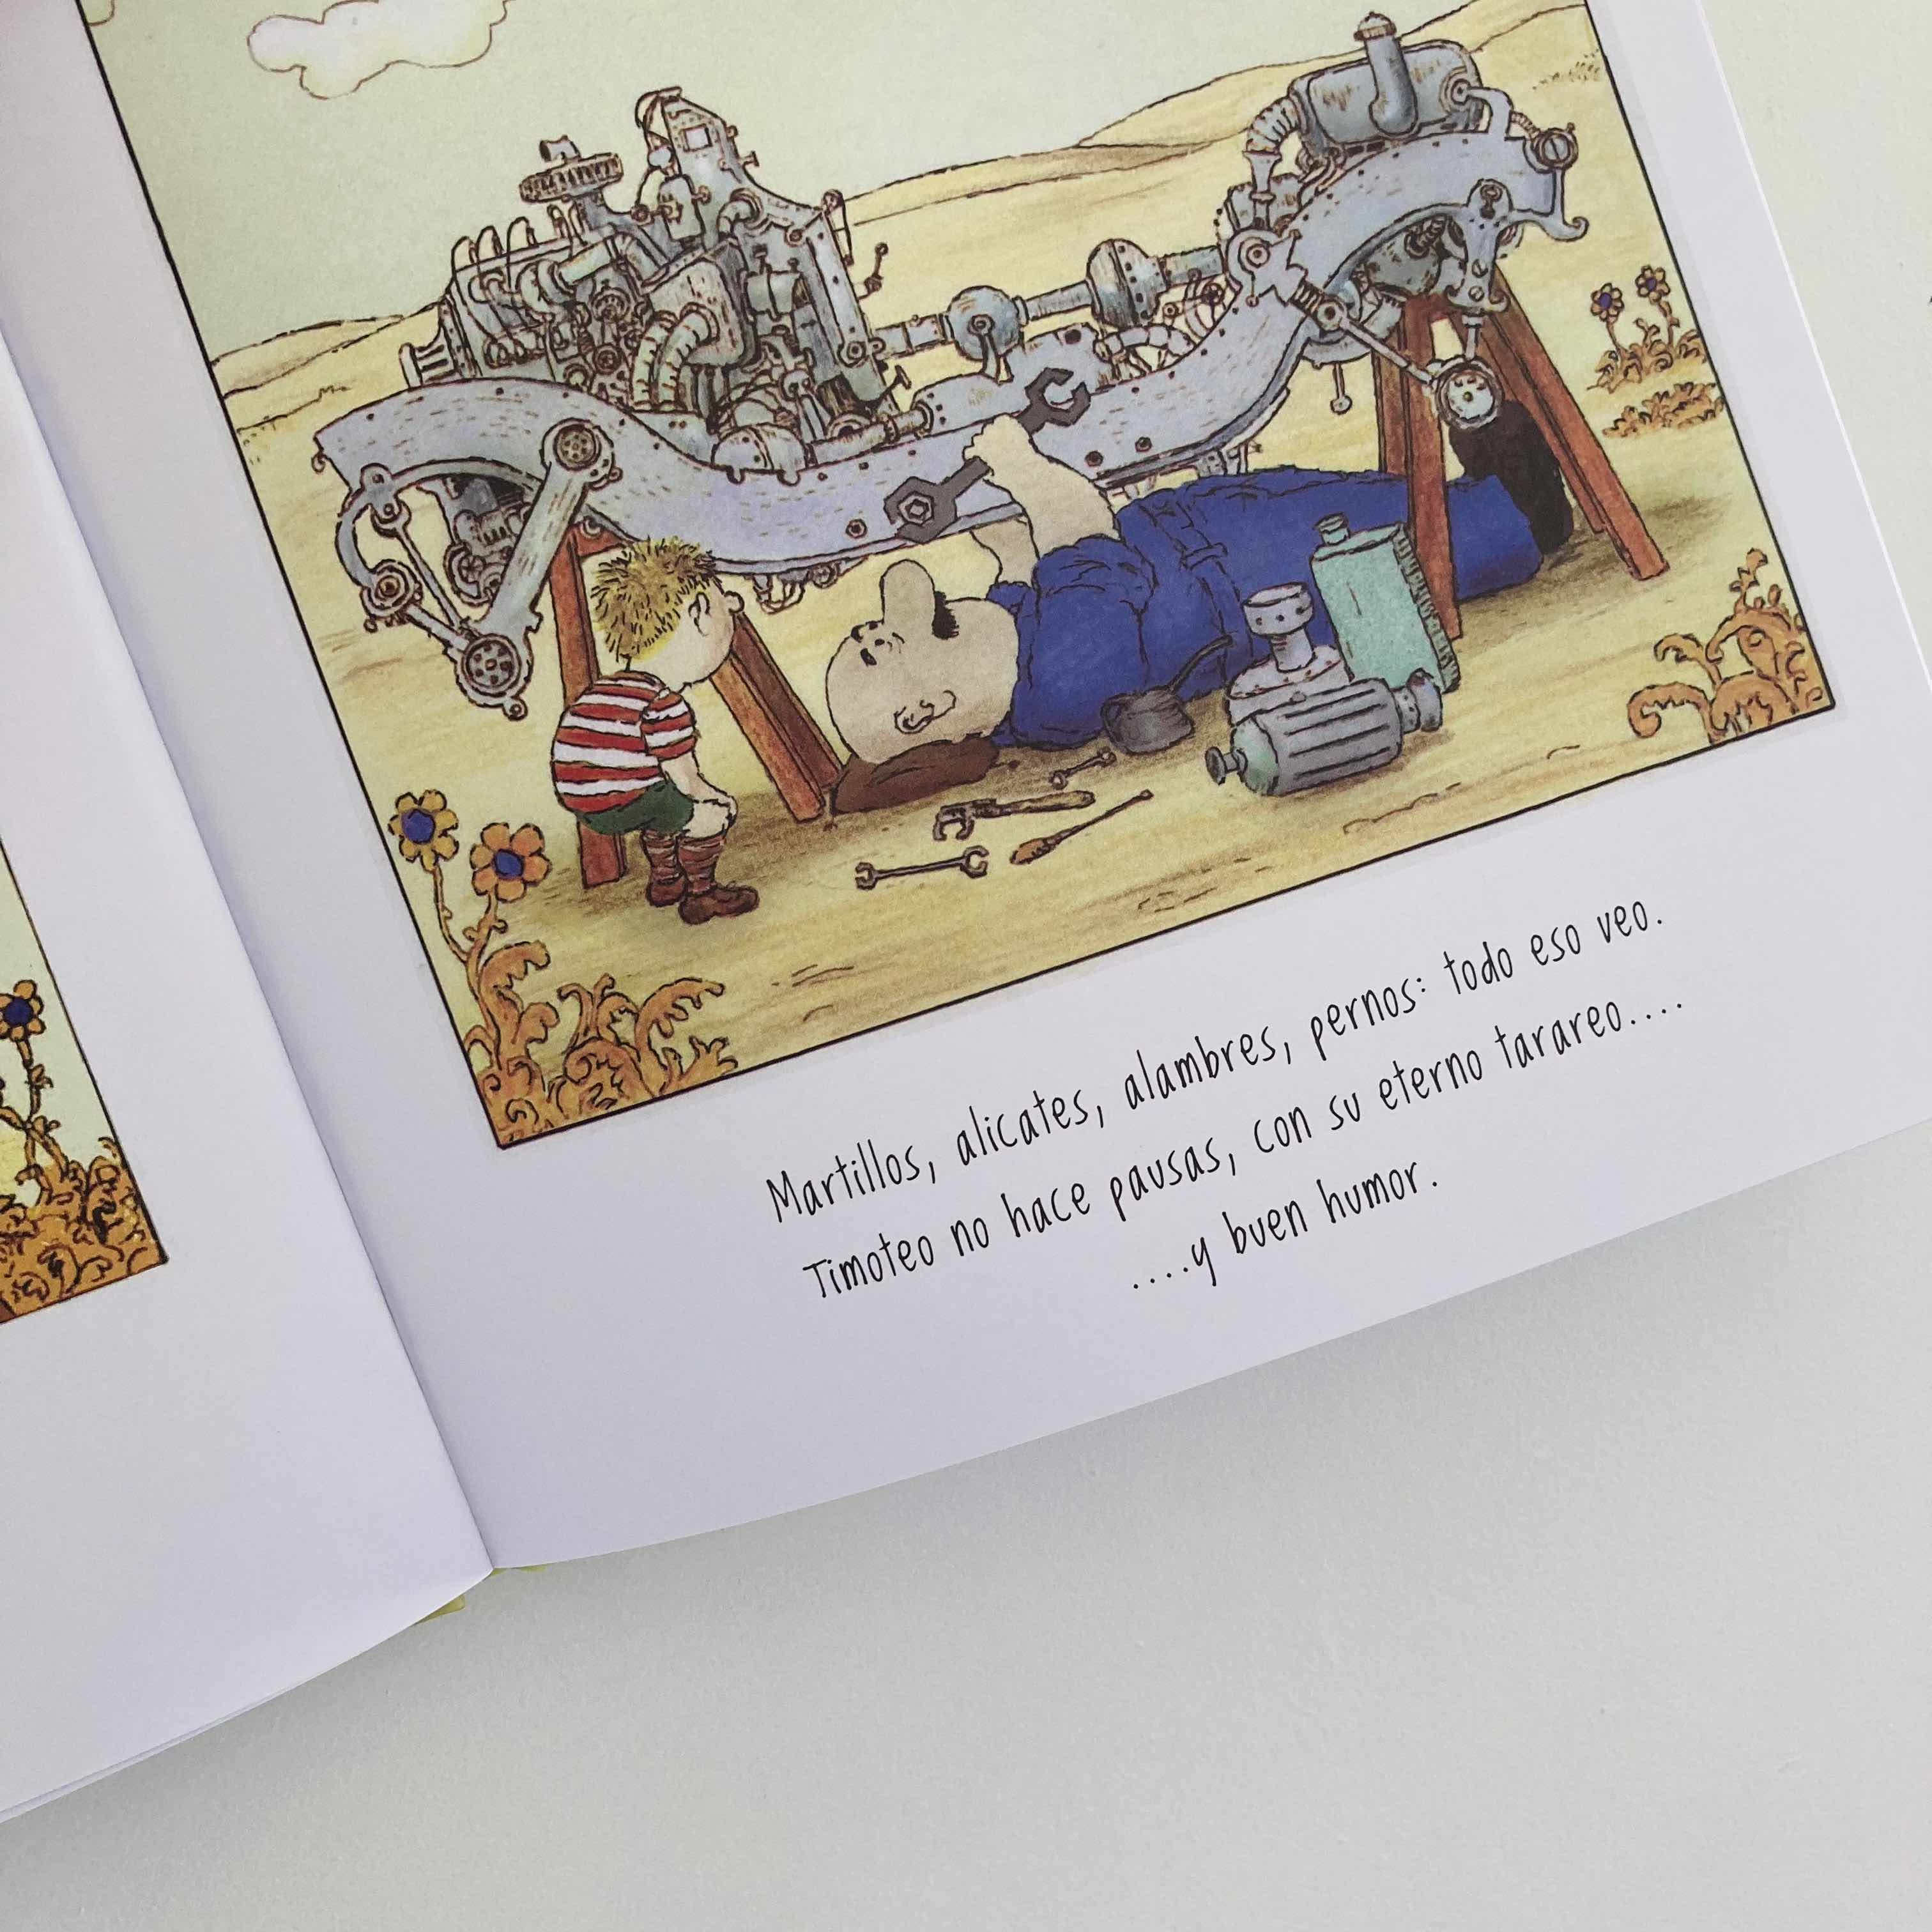 Martillos, alicates, alambres, pernos: todo eso veo.
Timoteo no hace pausas, con su eterno tarareo....
....y buen humor.